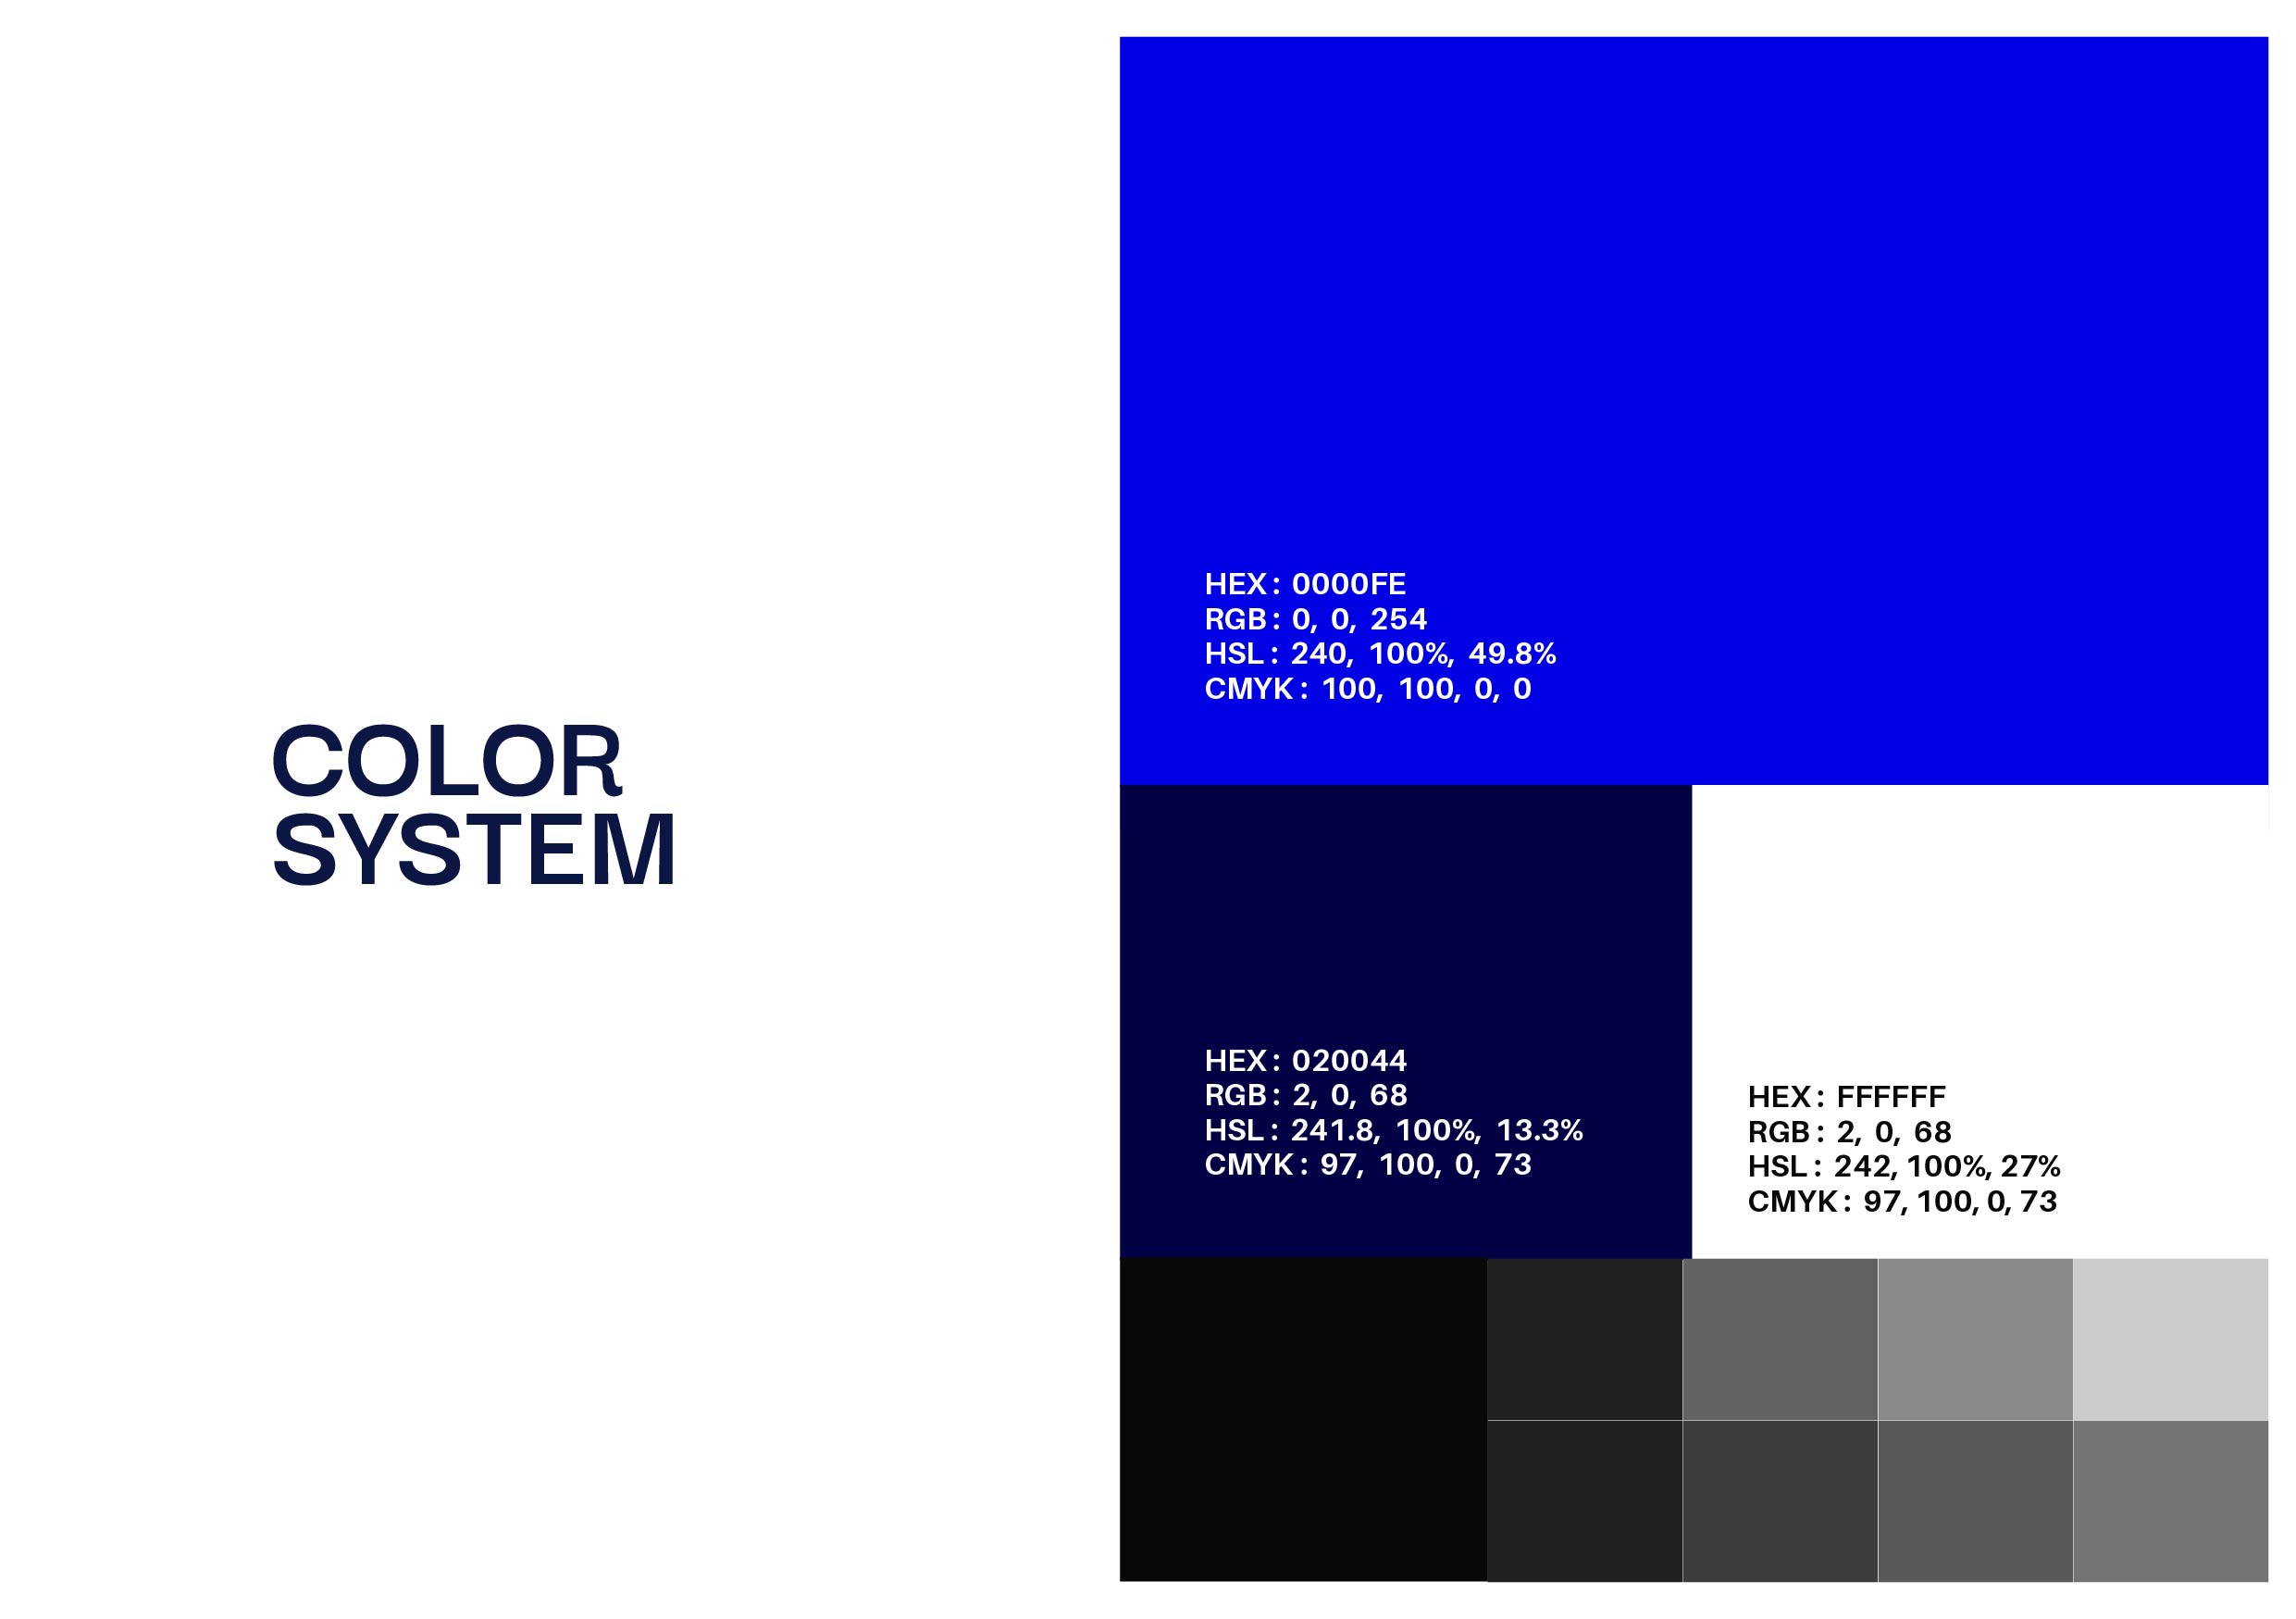 COLOR
SYSTEM
HEX: 0000FE
RGB: 0, 0, 254
HSL: 240, 100%, 49.8%
CMYK: 100, 100, 0, 0
HEX: 020044
RGB: 2, 0, 68
HSL: 241.8, 100%, 13.3%
CMYK: 97, 100, 0, 73
HEX: FFFFFF
RGB: 2, 0, 68
HSL: 242, 100%, 27%
CMYK: 97, 100, 0, 73